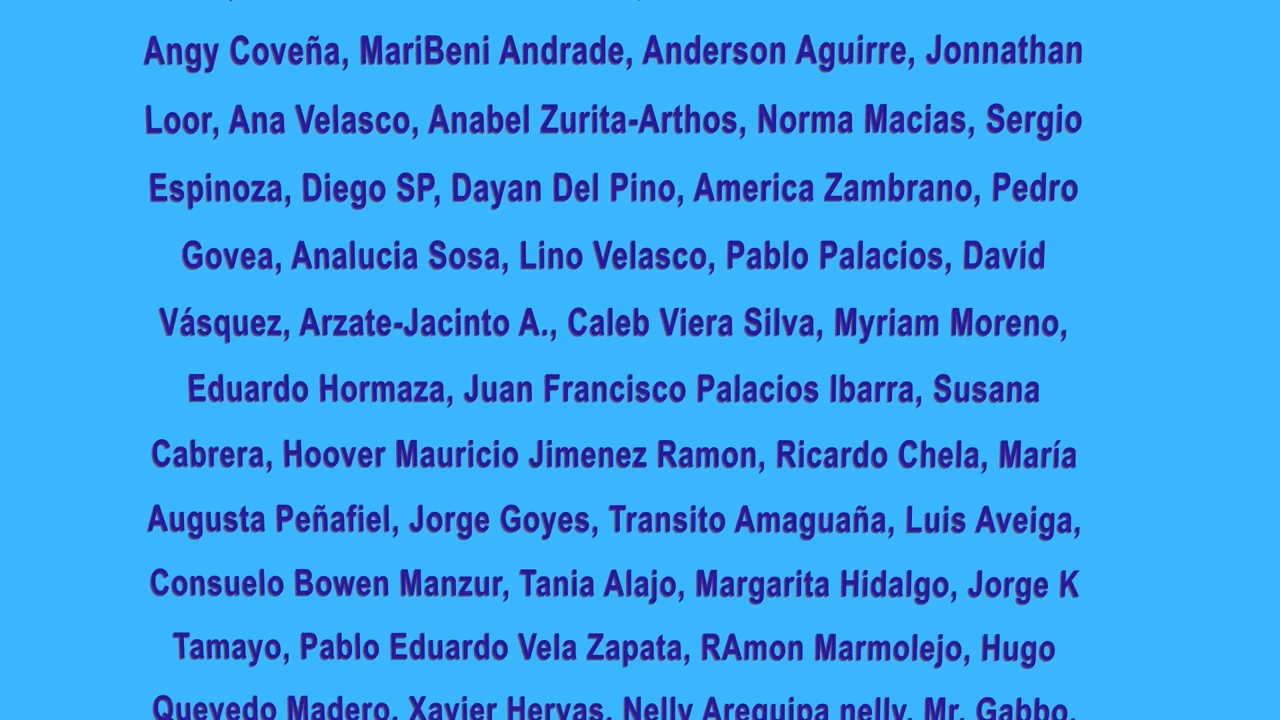 Angy Coveña, MariBeni Andrade, Anderson Aguirre, Jonnathan
Loor, Ana Velasco, Anabel Zurita-Arthos, Norma Macias, Sergio
Espinoza, Diego SP, Dayan Del Pino, America Zambrano, Pedro
Govea, Analucia Sosa, Lino Velasco, Pablo Palacios, David
Vásquez, Arzate-Jacinto A., Caleb Viera Silva, Myriam Moreno,
Eduardo Hormaza, Juan Francisco Palacios Ibarra, Susana
Cabrera, Hoover Mauricio Jimenez Ramon, Ricardo Chela, María
Augusta Peñafiel, Jorge Goyes, Transito Amaguaña, Luis Aveiga,
Consuelo Bowen Manzur, Tania Alajo, Margarita Hidalgo, Jorge K
Tamayo, Pablo Eduardo Vela Zapata, RAmon Marmolejo, Hugo
Quevedo Madero, Xavier Hervas, Nelly Arequipa nelly, Mr. Gabbo,